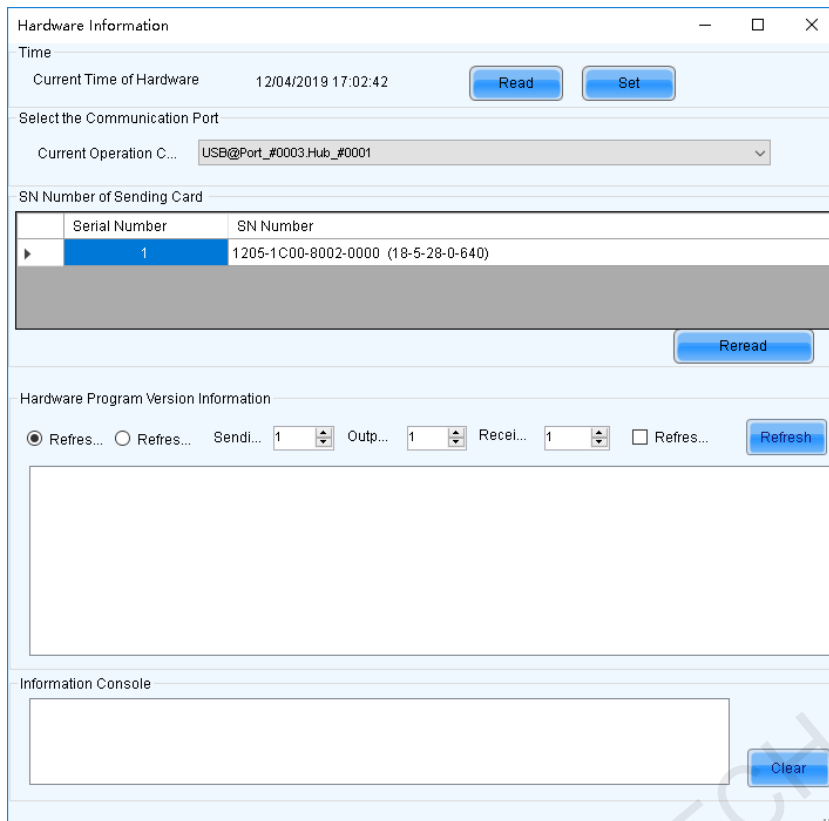 Hardware Information
Time
Current Time of Hardware 12/04/2019 17:02:42 Read Set
Select the Communication Port
Current Operation C... USB@Port_#0003.Hub_#0001
SN Number of Sending Card
Serial Number SN Number
1 1205-1C00-8002-0000 (18-5-28-0-640)
Reread
Hardware Program Version Information
Refres... Refres... Sendi... 1 Outp... 1 Recei... 1 Refres... Refresh
Information Console
Clear
TECH